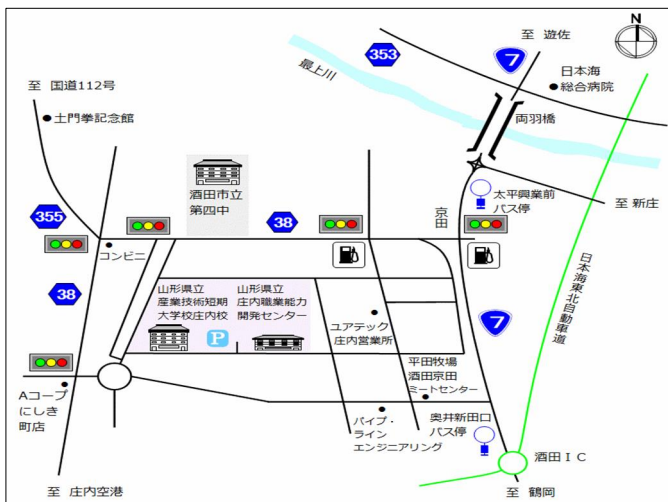 N
至 遊佐
353
7
最上川
日本海
総合病院
至 国道112号
土門拳記念館
両羽橋
酒田市立
第四中
太平興業前
バス停
至 新庄
京田
355
38
コンビニ
38
日本海東北自動車道
山形県立
産業技術短期
大学校庄内校
山形県立
庄内職業能力
開発センター
P
7
ユアテック
庄内営業所
平田牧場
酒田京田
ミートセンター
Aコープ
にしき
町店
パイプ・
ライン
エンジニアリング
奥井新田口
バス停
酒田IC
至 庄内空港
至 鶴岡